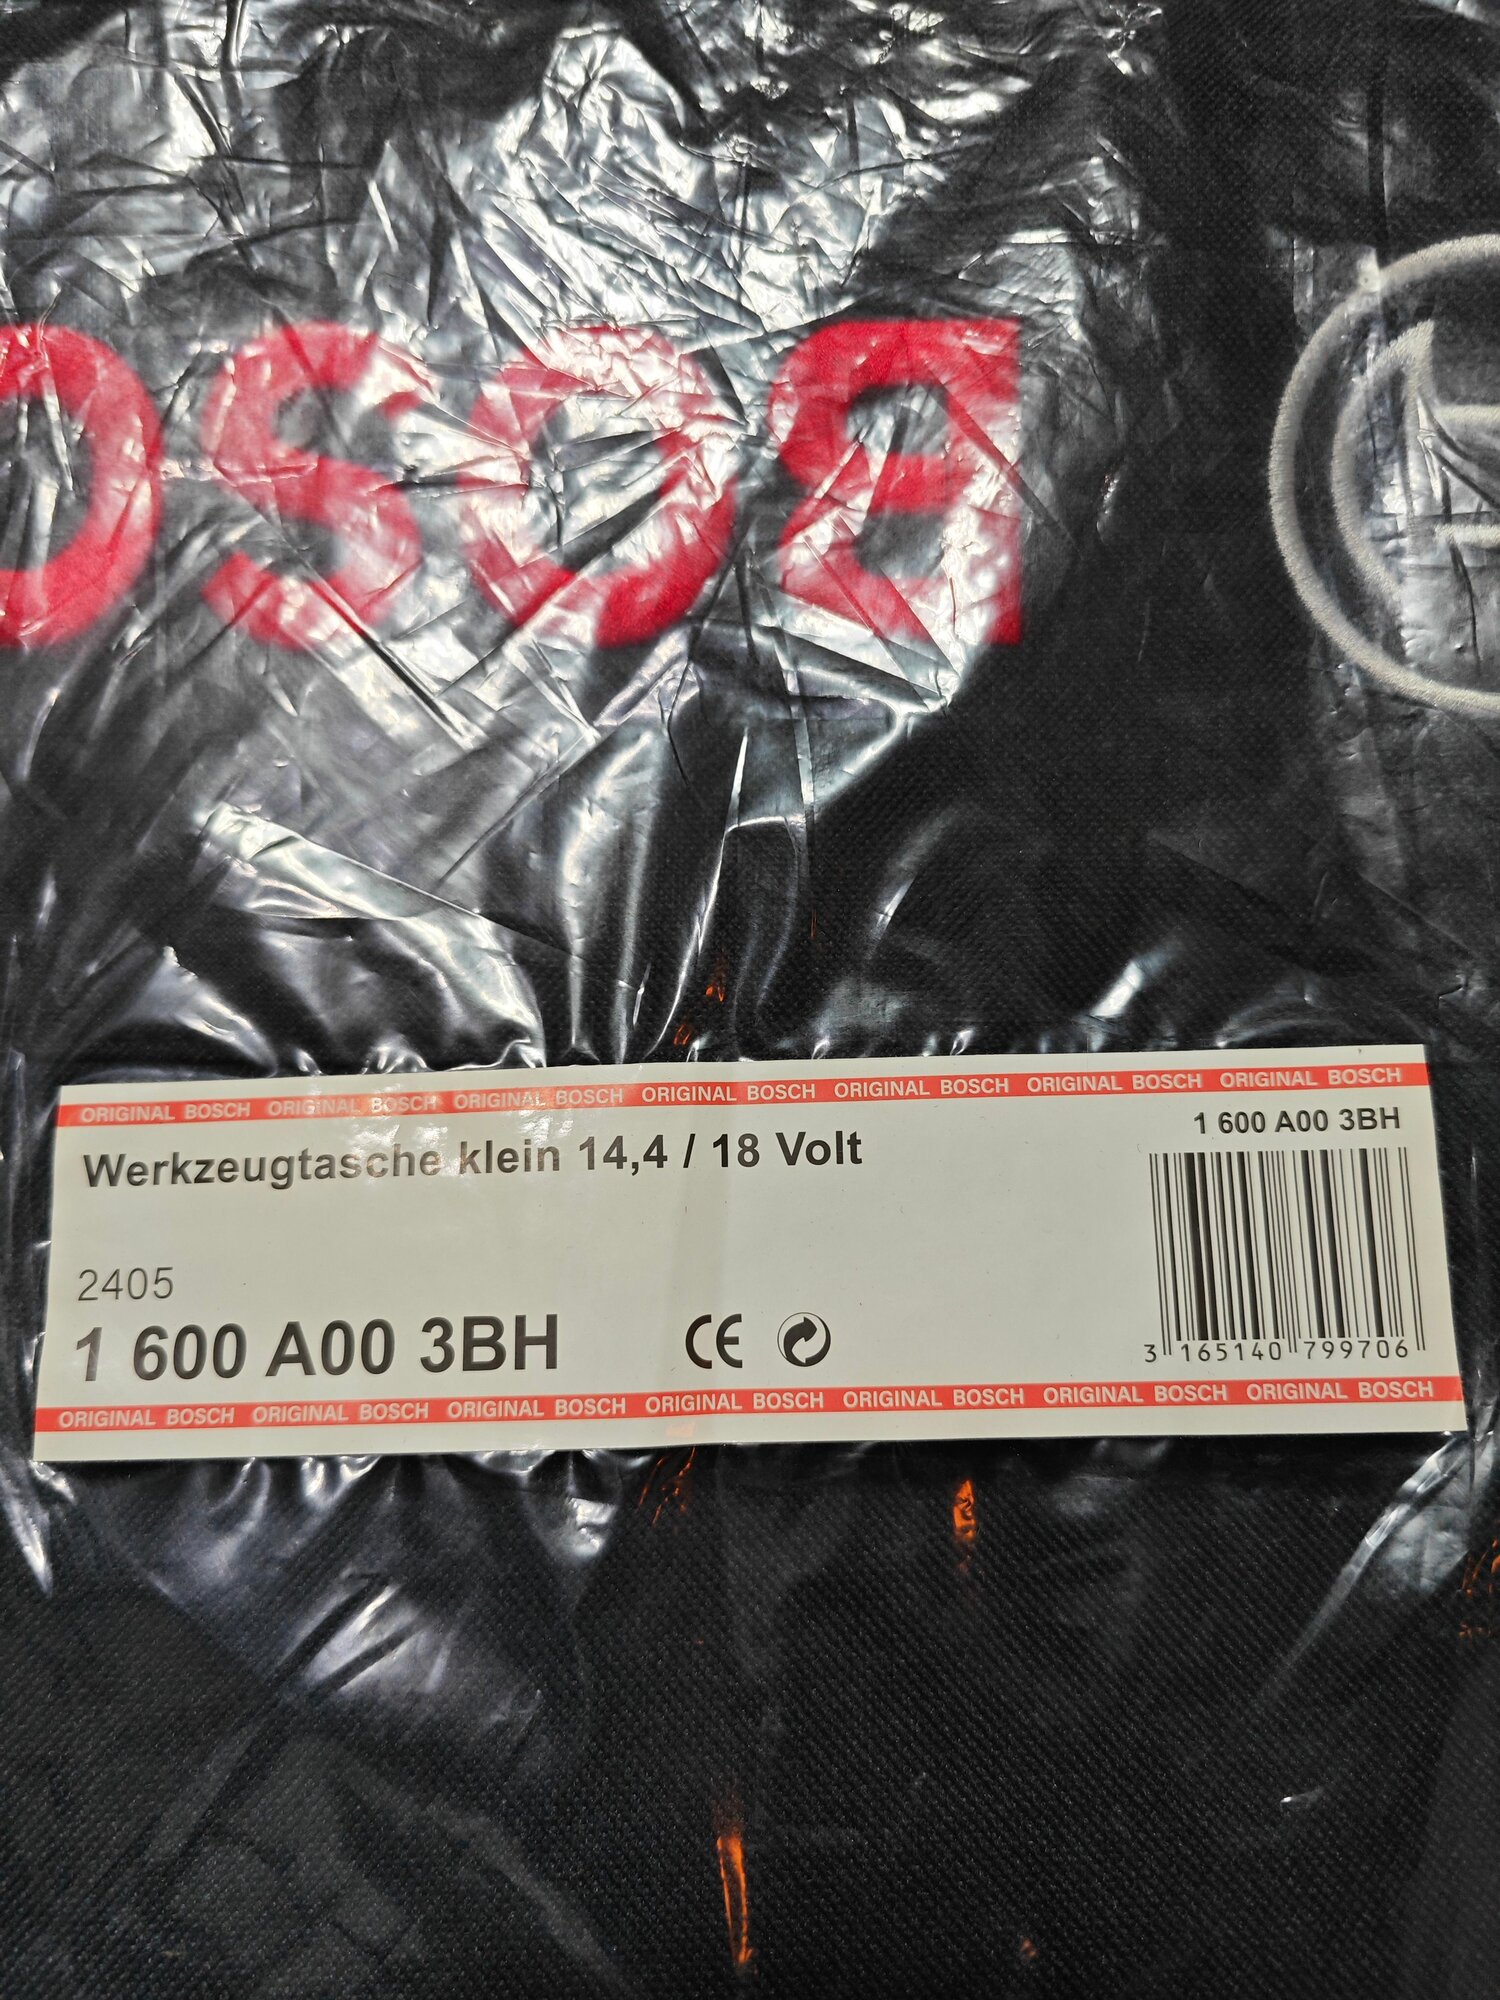 BOSC
ORIGINAL BOSCH ORIGINAL BOSCH ORIGINAL BOSCH ORIGINAL BOSCH ORIGINAL BOSCH ORIGINAL BOSCH ORIGINAL BOSCH
1 600 A00 3BH
Werkzeugtasche klein 14,4 / 18 Volt
2405
1 600 A00 3BH
CE
3 165140 799706
ORIGINAL BOSCH ORIGINAL BOSCH ORIGINAL BOSCH ORIGINAL BOSCH ORIGINAL BOSCH ORIGINAL BOSCH ORIGINAL BOSCH